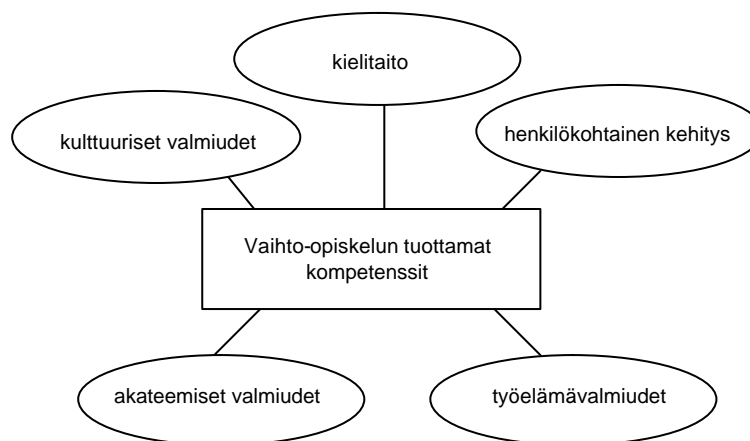 kielitaito
kulttuuriset valmiudet
henkilökohtainen kehitys
Vaihto-opiskelun tuottamat
kompetenssit
akateemiset valmiudet
työelämävalmiudet